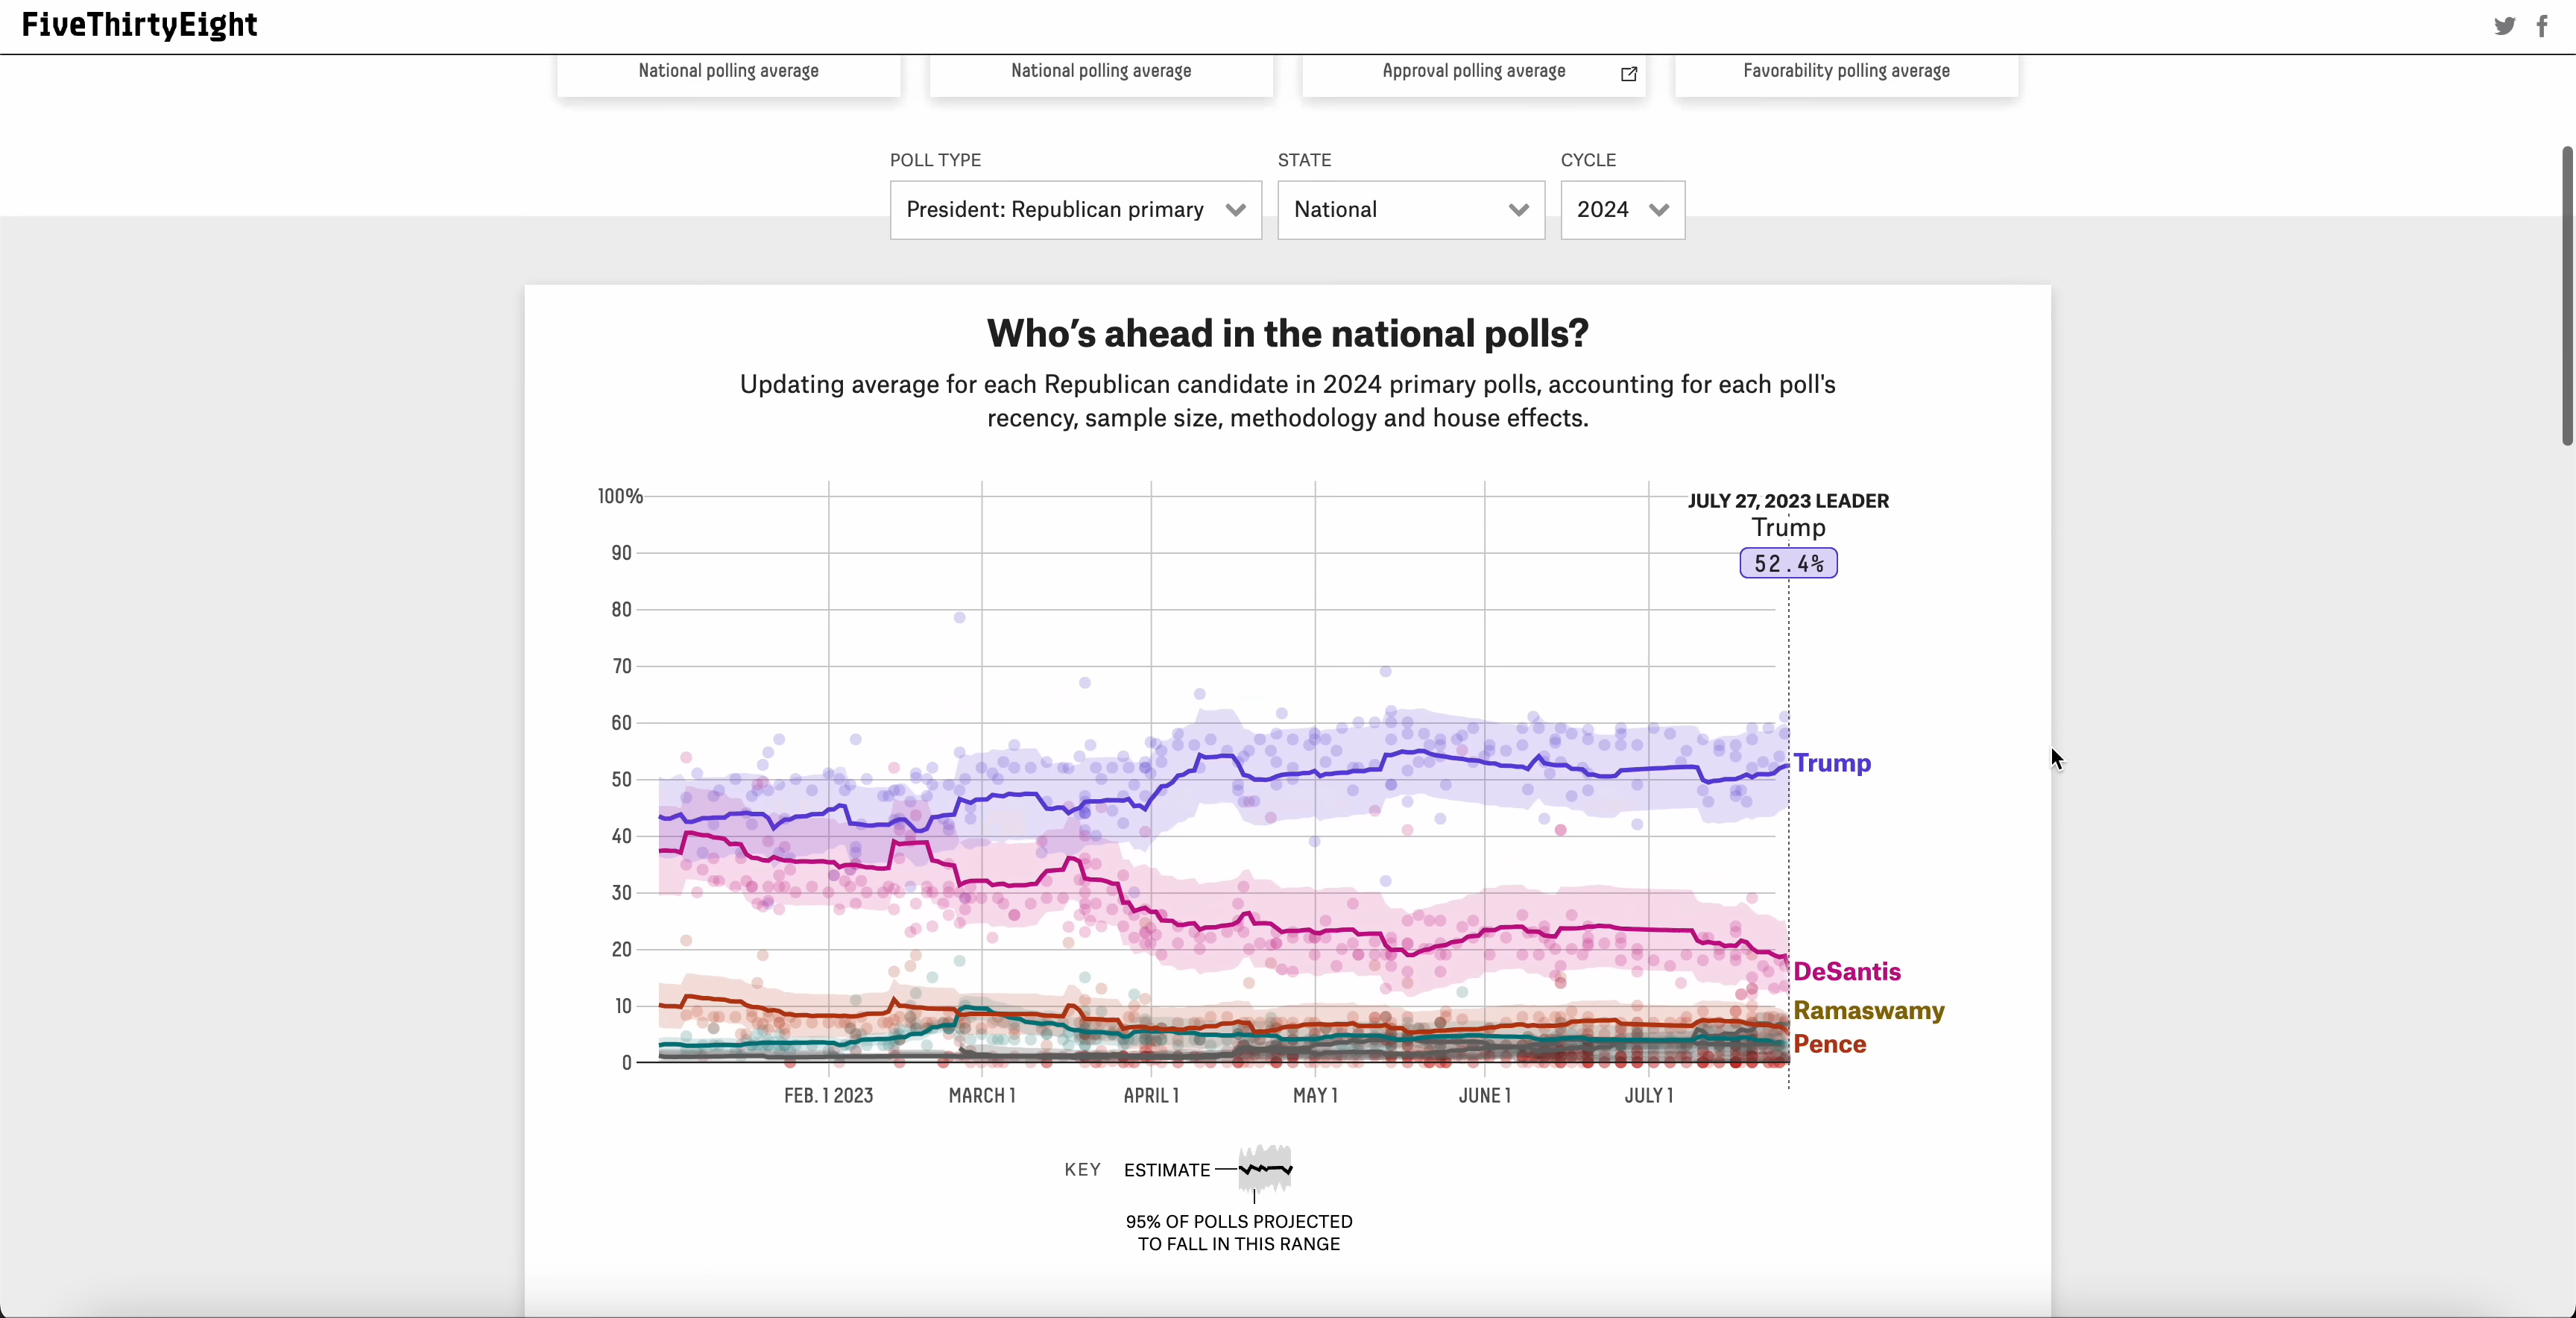 FiveThirtyEight
National polling average
National polling average
Approval polling average
Favorability polling average
POLL TYPE
STATE
CYCLE
President: Republican primary
National
2024
Who’s ahead in the national polls?
Updating average for each Republican candidate in 2024 primary polls, accounting for each poll's
recency, sample size, methodology and house effects.
100%
90
80
70
60
50
40
30
20
10
0
JULY 27, 2023 LEADER
Trump
52.4%
Trump
DeSantis
Ramaswamy
Pence
FEB. 1 2023
MARCH 1
APRIL 1
MAY 1
JUNE 1
JULY 1
KEY
ESTIMATE
95% OF POLLS PROJECTED
TO FALL IN THIS RANGE